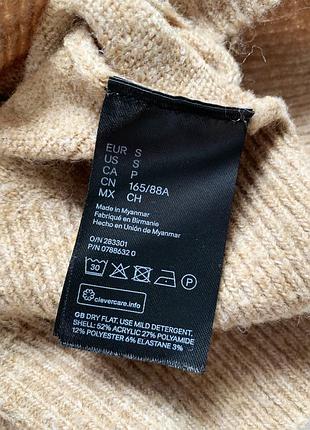 EUR S
US S
CA P
CN 165/88A
MX CH
Made in Myanmar
Fabriqué en Birmanie
Hecho en Unión de Myanmar
O/N 283301
P/N 0788632 0
30 P
clevercare.info
GB DRY FLAT. USE MILD DETERGENT.
SHELL: 52% ACRYLIC 27% POLYAMIDE
12% POLYESTER 6% ELASTANE 3%